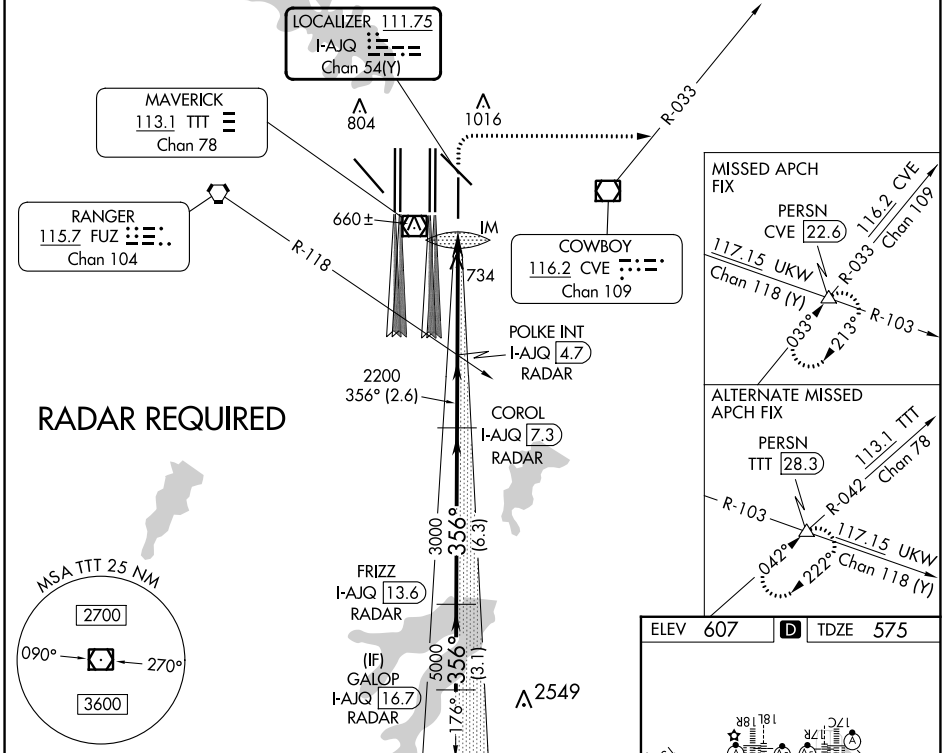 LOCALIZER 111.75
I-AJQ
Chan 54(Y)
MAVERICK
113.1 TTT
Chan 78
804
1016
R-033
RANGER
115.7 FUZ
Chan 104
660 ±
IM
R-118
734
COWBOY
116.2 CVE
Chan 109
POLKE INT
I-AJQ 4.7
RADAR
2200
356° (2.6)
RADAR REQUIRED
COROL
I-AJQ 7.3
RADAR
3000
356°
(6.3)
FRIZZ
I-AJQ 13.6
RADAR
5000
356°
(3.1)
(IF)
GALOP
I-AJQ 16.7
RADAR
176°
2549
MSA TTT 25 NM
2700
090°
270°
3600
MISSED APCH
FIX
PERSN
CVE 22.6
116.2 CVE
Chan 109
R-033
117.15 UKW
Chan 118 (Y)
R-103
033°
213°
ALTERNATE MISSED
APCH FIX
PERSN
TTT 28.3
113.1 TTT
Chan 78
R-042
R-103
117.15 UKW
Chan 118 (Y)
042°
222°
ELEV 607
D
TDZE 575
18R
18L
17R
17C
A